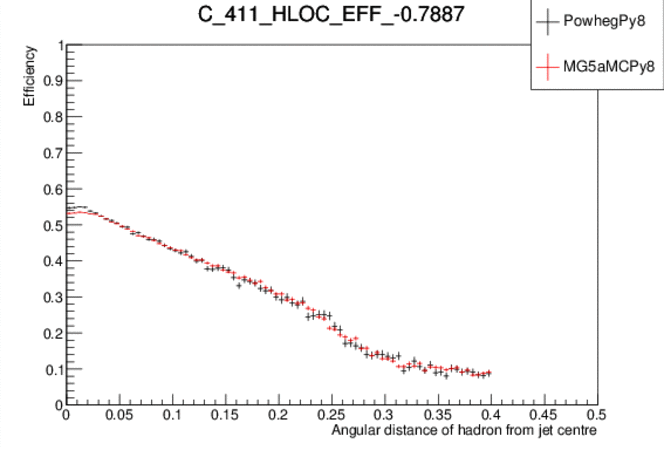 C_411_HLOC_EFF_-0.7887
PowhegPy8
MG5aMCPy8
Efficiency
1
0.9
0.8
0.7
0.6
0.5
0.4
0.3
0.2
0.1
0
0 0.05 0.1 0.15 0.2 0.25 0.3 0.35 0.4 0.45 0.5
Angular distance of hadron from jet centre